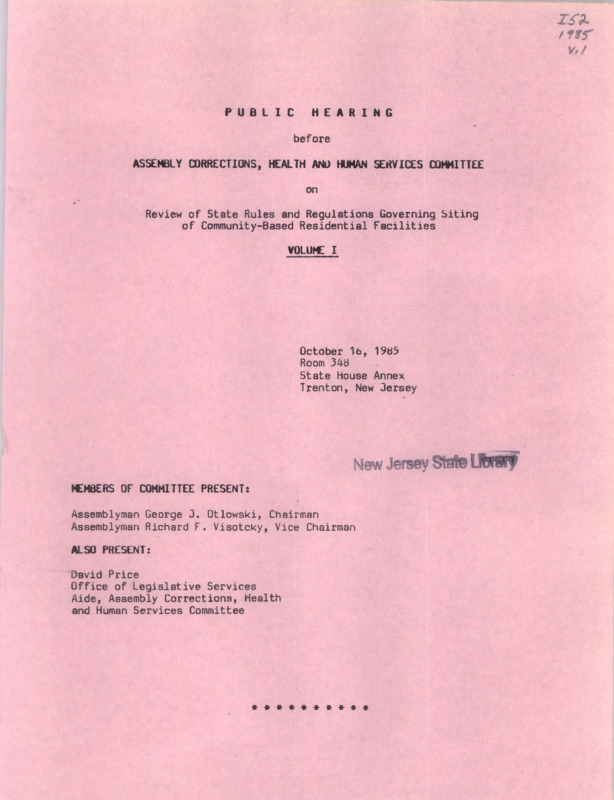 I52
1985
V.1
PUBLIC HEARING
before
ASSEMBLY CORRECTIONS, HEALTH AND HUMAN SERVICES COMMITTEE
on
Review of State Rules and Regulations Governing Siting
of Community-Based Residential Facilities
VOLUME I
October 16, 1985
Room 348
State House Annex
Trenton, New Jersey
New Jersey State Library
MEMBERS OF COMMITTEE PRESENT:
Assemblyman George J. Otlowski, Chairman
Assemblyman Richard F. Visotcky, Vice Chairman
ALSO PRESENT:
David Price
Office of Legislative Services
Aide, Assembly Corrections, Health
and Human Services Committee
* * * * * * * * * *